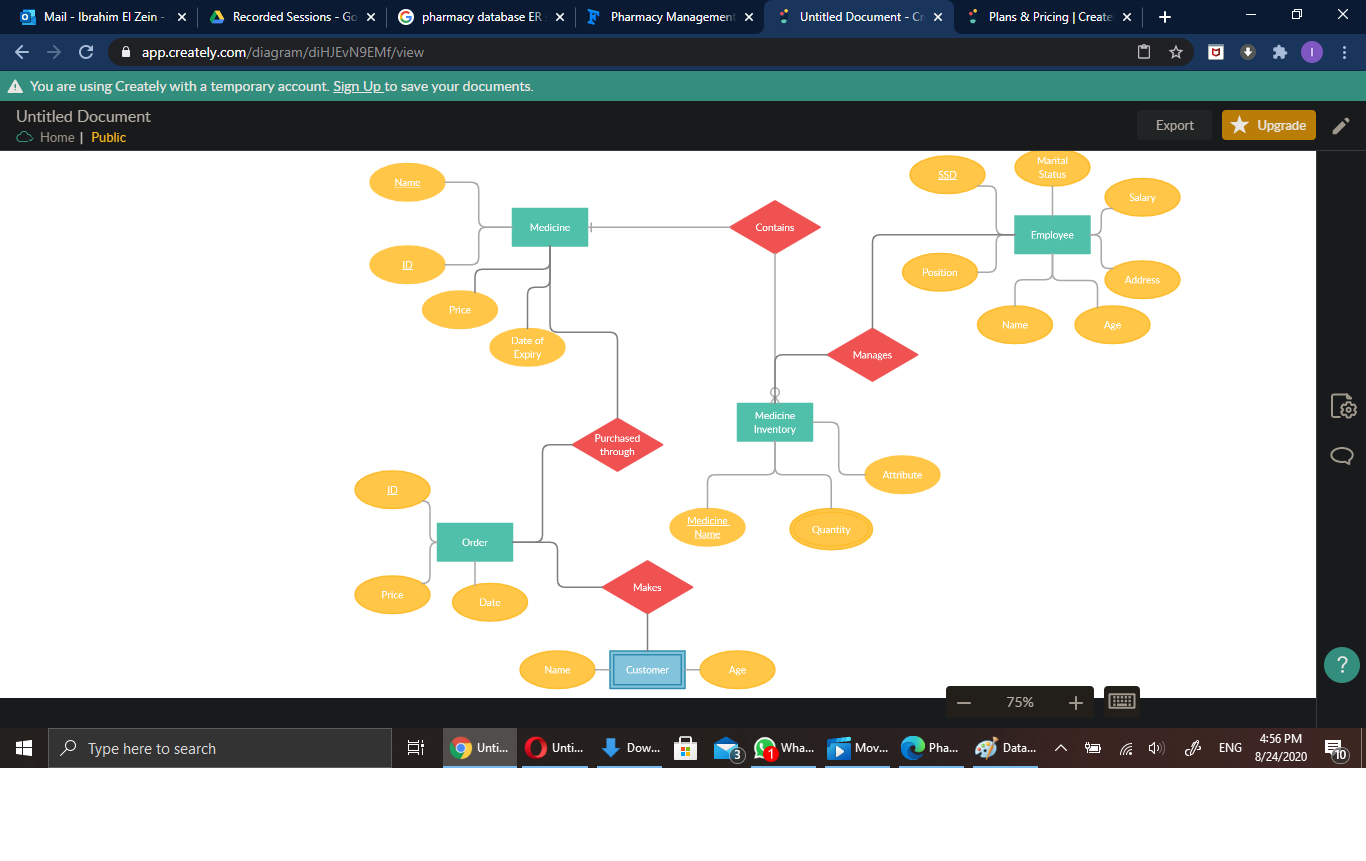 Mail - Ibrahim El Zein -
Recorded Sessions - Go
pharmacy database ER
Pharmacy Management
Untitled Document - Cr
Plans & Pricing | Create
app.creately.com/diagram/diHJEvN9EMf/view
I
You are using Creately with a temporary account. Sign Up to save your documents.
Untitled Document
Home | Public
Export
Upgrade
Name
Medicine
Contains
SSD
Marital
Status
Salary
Employee
ID
Position
Address
Price
Name
Age
Date of
Expiry
Manages
Medicine
Inventory
Purchased
through
Attribute
ID
Medicine
Name
Quantity
Order
Price
Date
Makes
Name
Customer
Age
?
75%
Type here to search
Unti...
Unti...
Dow...
3
1
Wha...
Mov...
Pha...
Data...
ENG
4:56 PM
8/24/2020
10